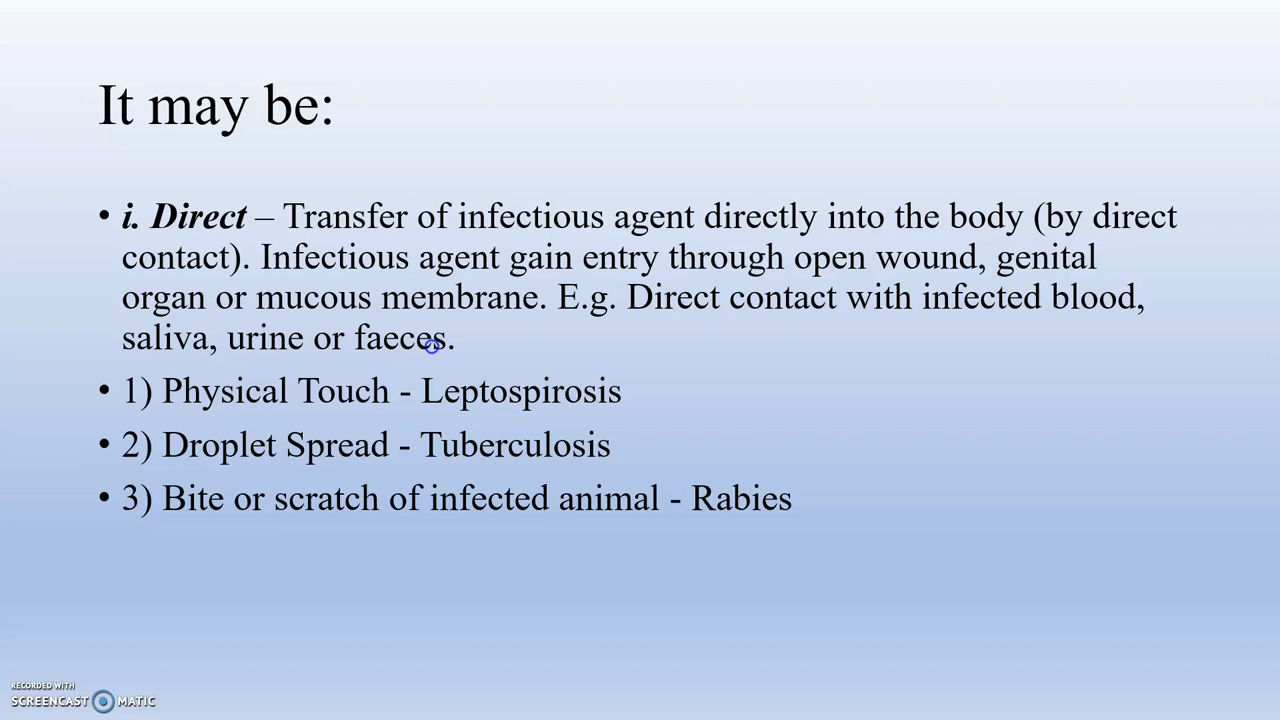 It may be:
• i. Direct – Transfer of infectious agent directly into the body (by direct
contact). Infectious agent gain entry through open wound, genital
organ or mucous membrane. E.g. Direct contact with infected blood,
saliva, urine or faeces.
• 1) Physical Touch - Leptospirosis
• 2) Droplet Spread - Tuberculosis
• 3) Bite or scratch of infected animal - Rabies
RECORDED WITH
SCREENCAST MATIC